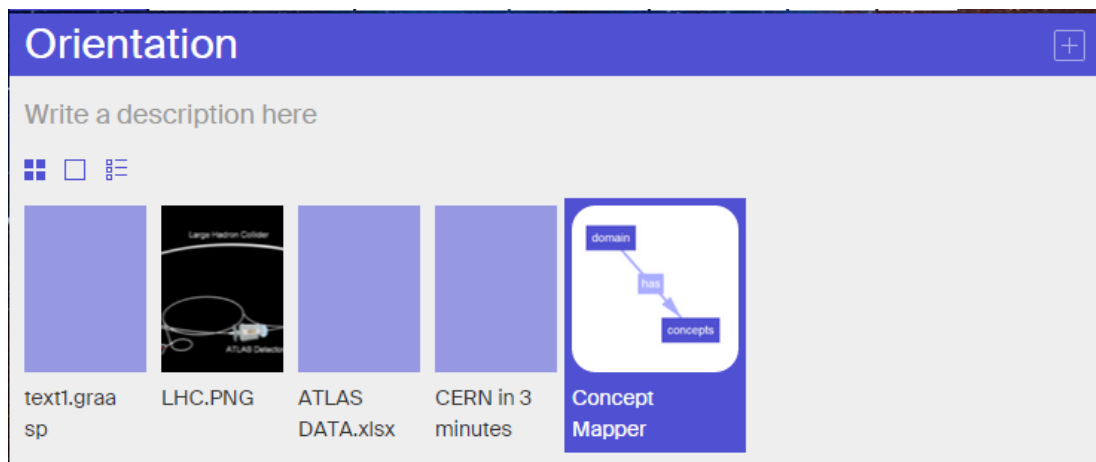 Orientation
Write a description here
Large Hadron Collider
ATLAS Detector
domain
has
concepts
text1.graa
sp
LHC.PNG
ATLAS
DATA.xlsx
CERN in 3
minutes
Concept
Mapper